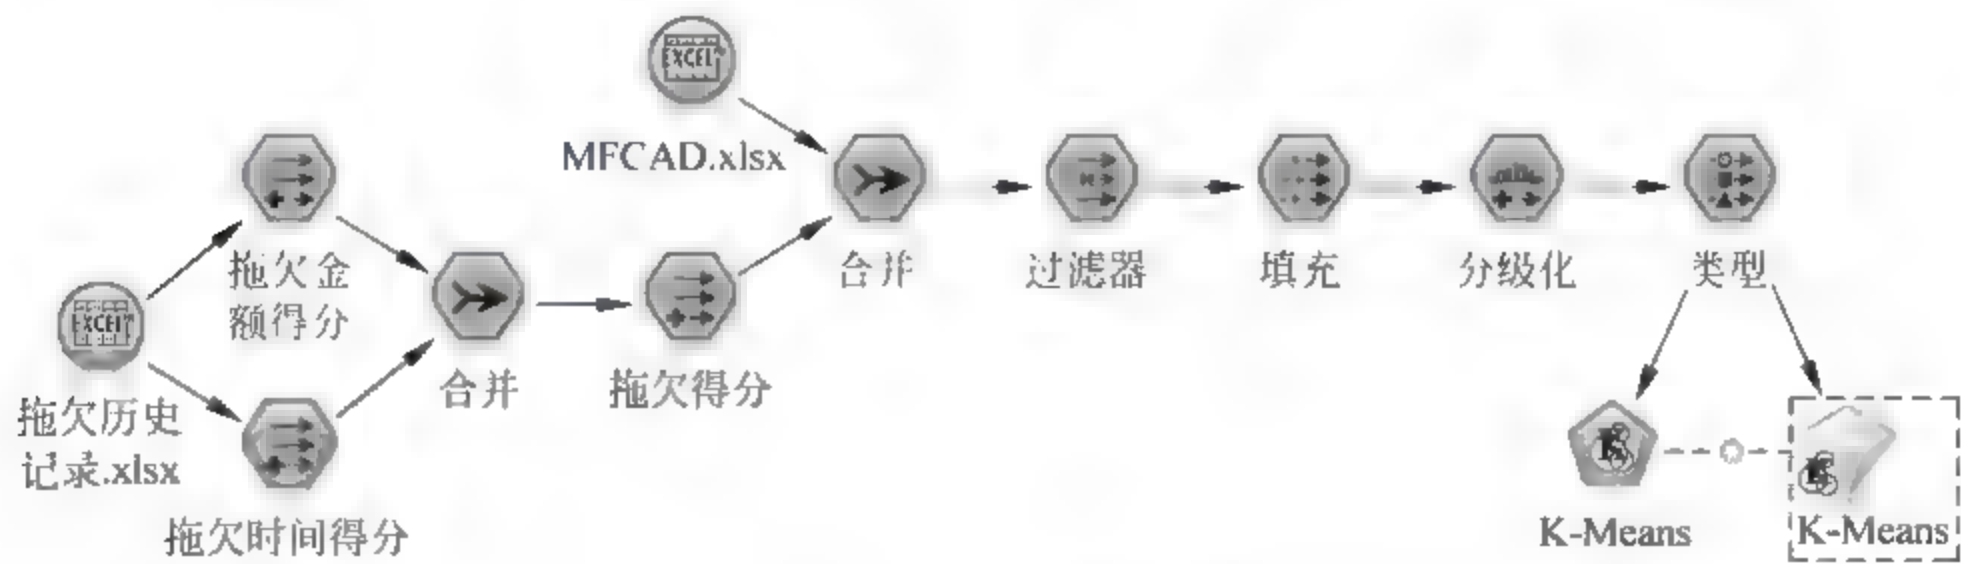 EXCEL
MFCAD.xlsx
拖欠金
额得分
合并
过滤器
填充
分级化
类型
EXCEL
拖欠历史
记录.xlsx
合并
拖欠得分
拖欠时间得分
K
K-Means
K
K-Means